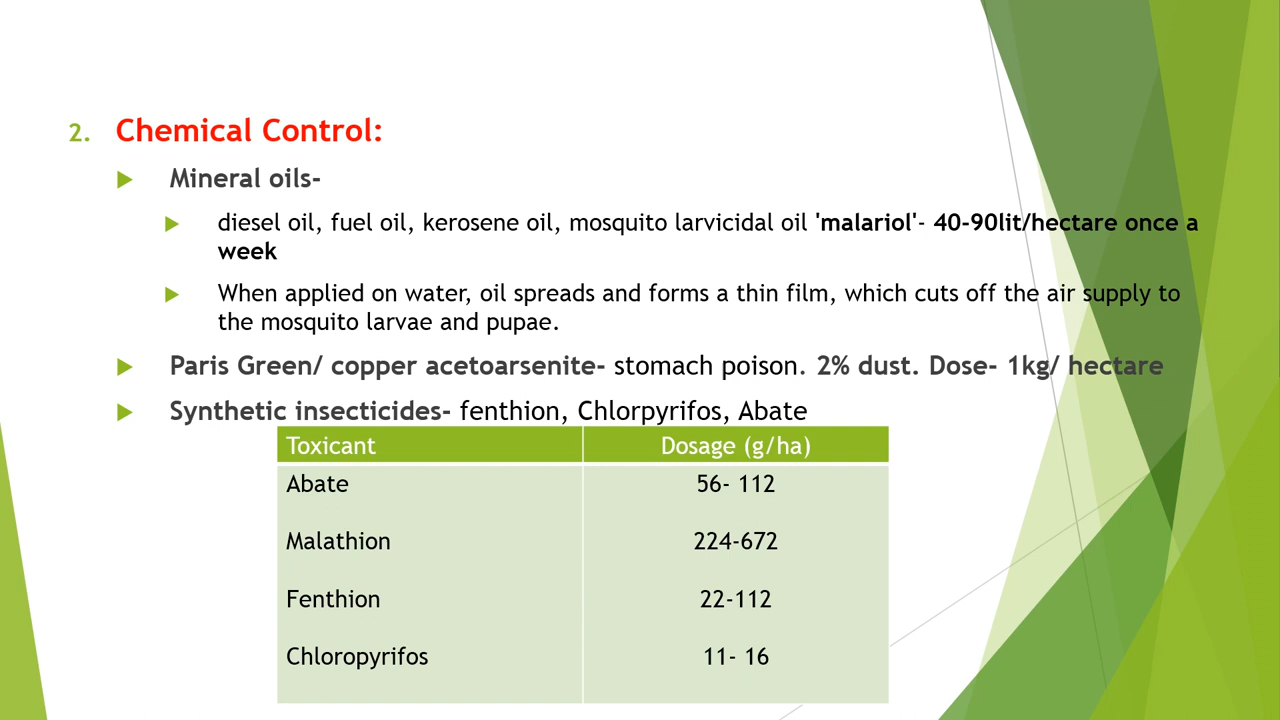 2. Chemical Control:
Mineral oils-
diesel oil, fuel oil, kerosene oil, mosquito larvicidal oil 'malariol'- 40-90lit/hectare once a
week
When applied on water, oil spreads and forms a thin film, which cuts off the air supply to
the mosquito larvae and pupae.
Paris Green/ copper acetoarsenite- stomach poison. 2% dust. Dose- 1kg/ hectare
Synthetic insecticides- fenthion, Chlorpyrifos, Abate
Toxicant Dosage (g/ha)
Abate 56- 112
Malathion 224-672
Fenthion 22-112
Chloropyrifos 11- 16